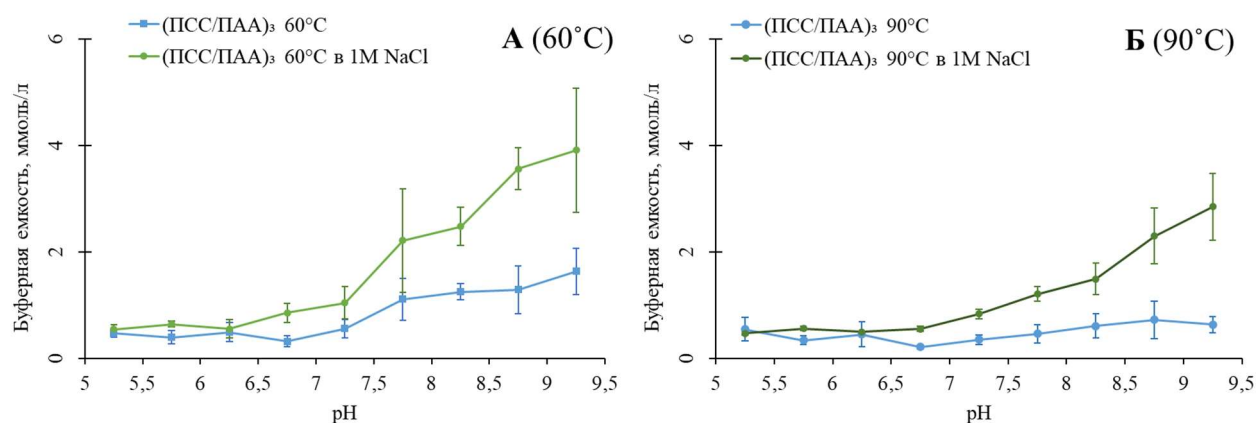 (ПСС/ПАА)₃ 60°C
(ПСС/ПАА)₃ 60°C в 1М NaCl
А (60˚C)
Буферная емкость, ммоль/л
6
4
2
0
5 5,5 6 6,5 7 7,5 8 8,5 9 9,5
pH
(ПСС/ПАА)₃ 90°C
(ПСС/ПАА)₃ 90°C в 1М NaCl
Б (90˚C)
Буферная емкость, ммоль/л
6
4
2
0
5 5,5 6 6,5 7 7,5 8 8,5 9 9,5
pH